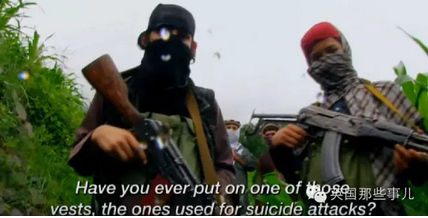 Have you ever put on one of those
vests, the ones used for suicide attacks?
英国那些事儿